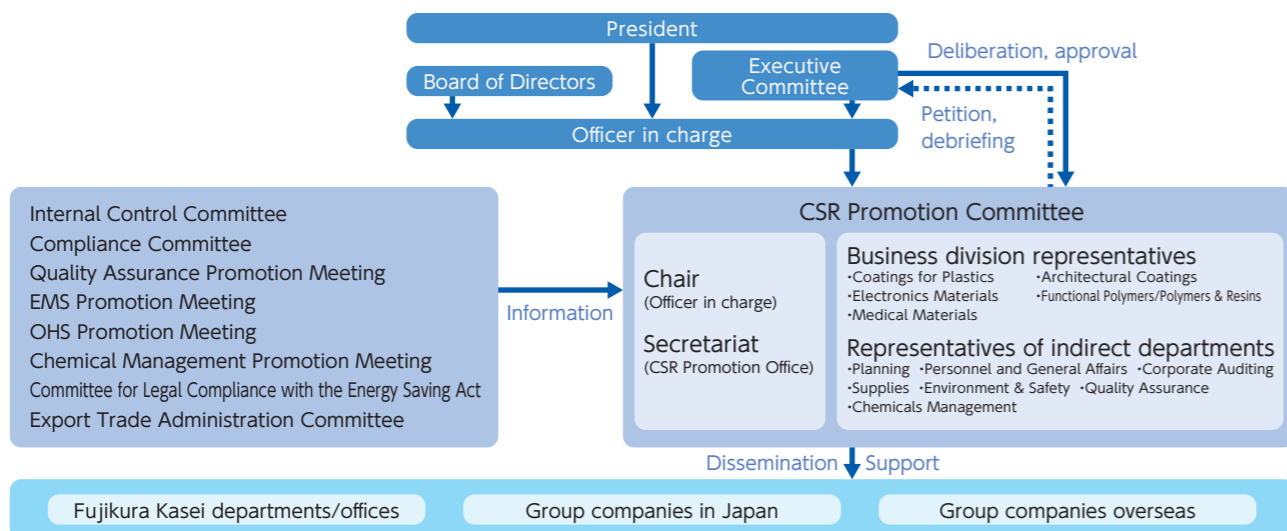 President
Board of Directors
Executive
Committee
Deliberation, approval
Petition,
debriefing
Officer in charge
Internal Control Committee
Compliance Committee
Quality Assurance Promotion Meeting
EMS Promotion Meeting
OHS Promotion Meeting
Chemical Management Promotion Meeting
Committee for Legal Compliance with the Energy Saving Act
Export Trade Administration Committee
Information
CSR Promotion Committee
Chair
(Officer in charge)
Secretariat
(CSR Promotion Office)
Business division representatives
・Coatings for Plastics ・Architectural Coatings
・Electronics Materials ・Functional Polymers/Polymers & Resins
・Medical Materials
Representatives of indirect departments
・Planning ・Personnel and General Affairs ・Corporate Auditing
・Supplies ・Environment & Safety ・Quality Assurance
・Chemicals Management
Dissemination Support
Fujikura Kasei departments/offices
Group companies in Japan
Group companies overseas